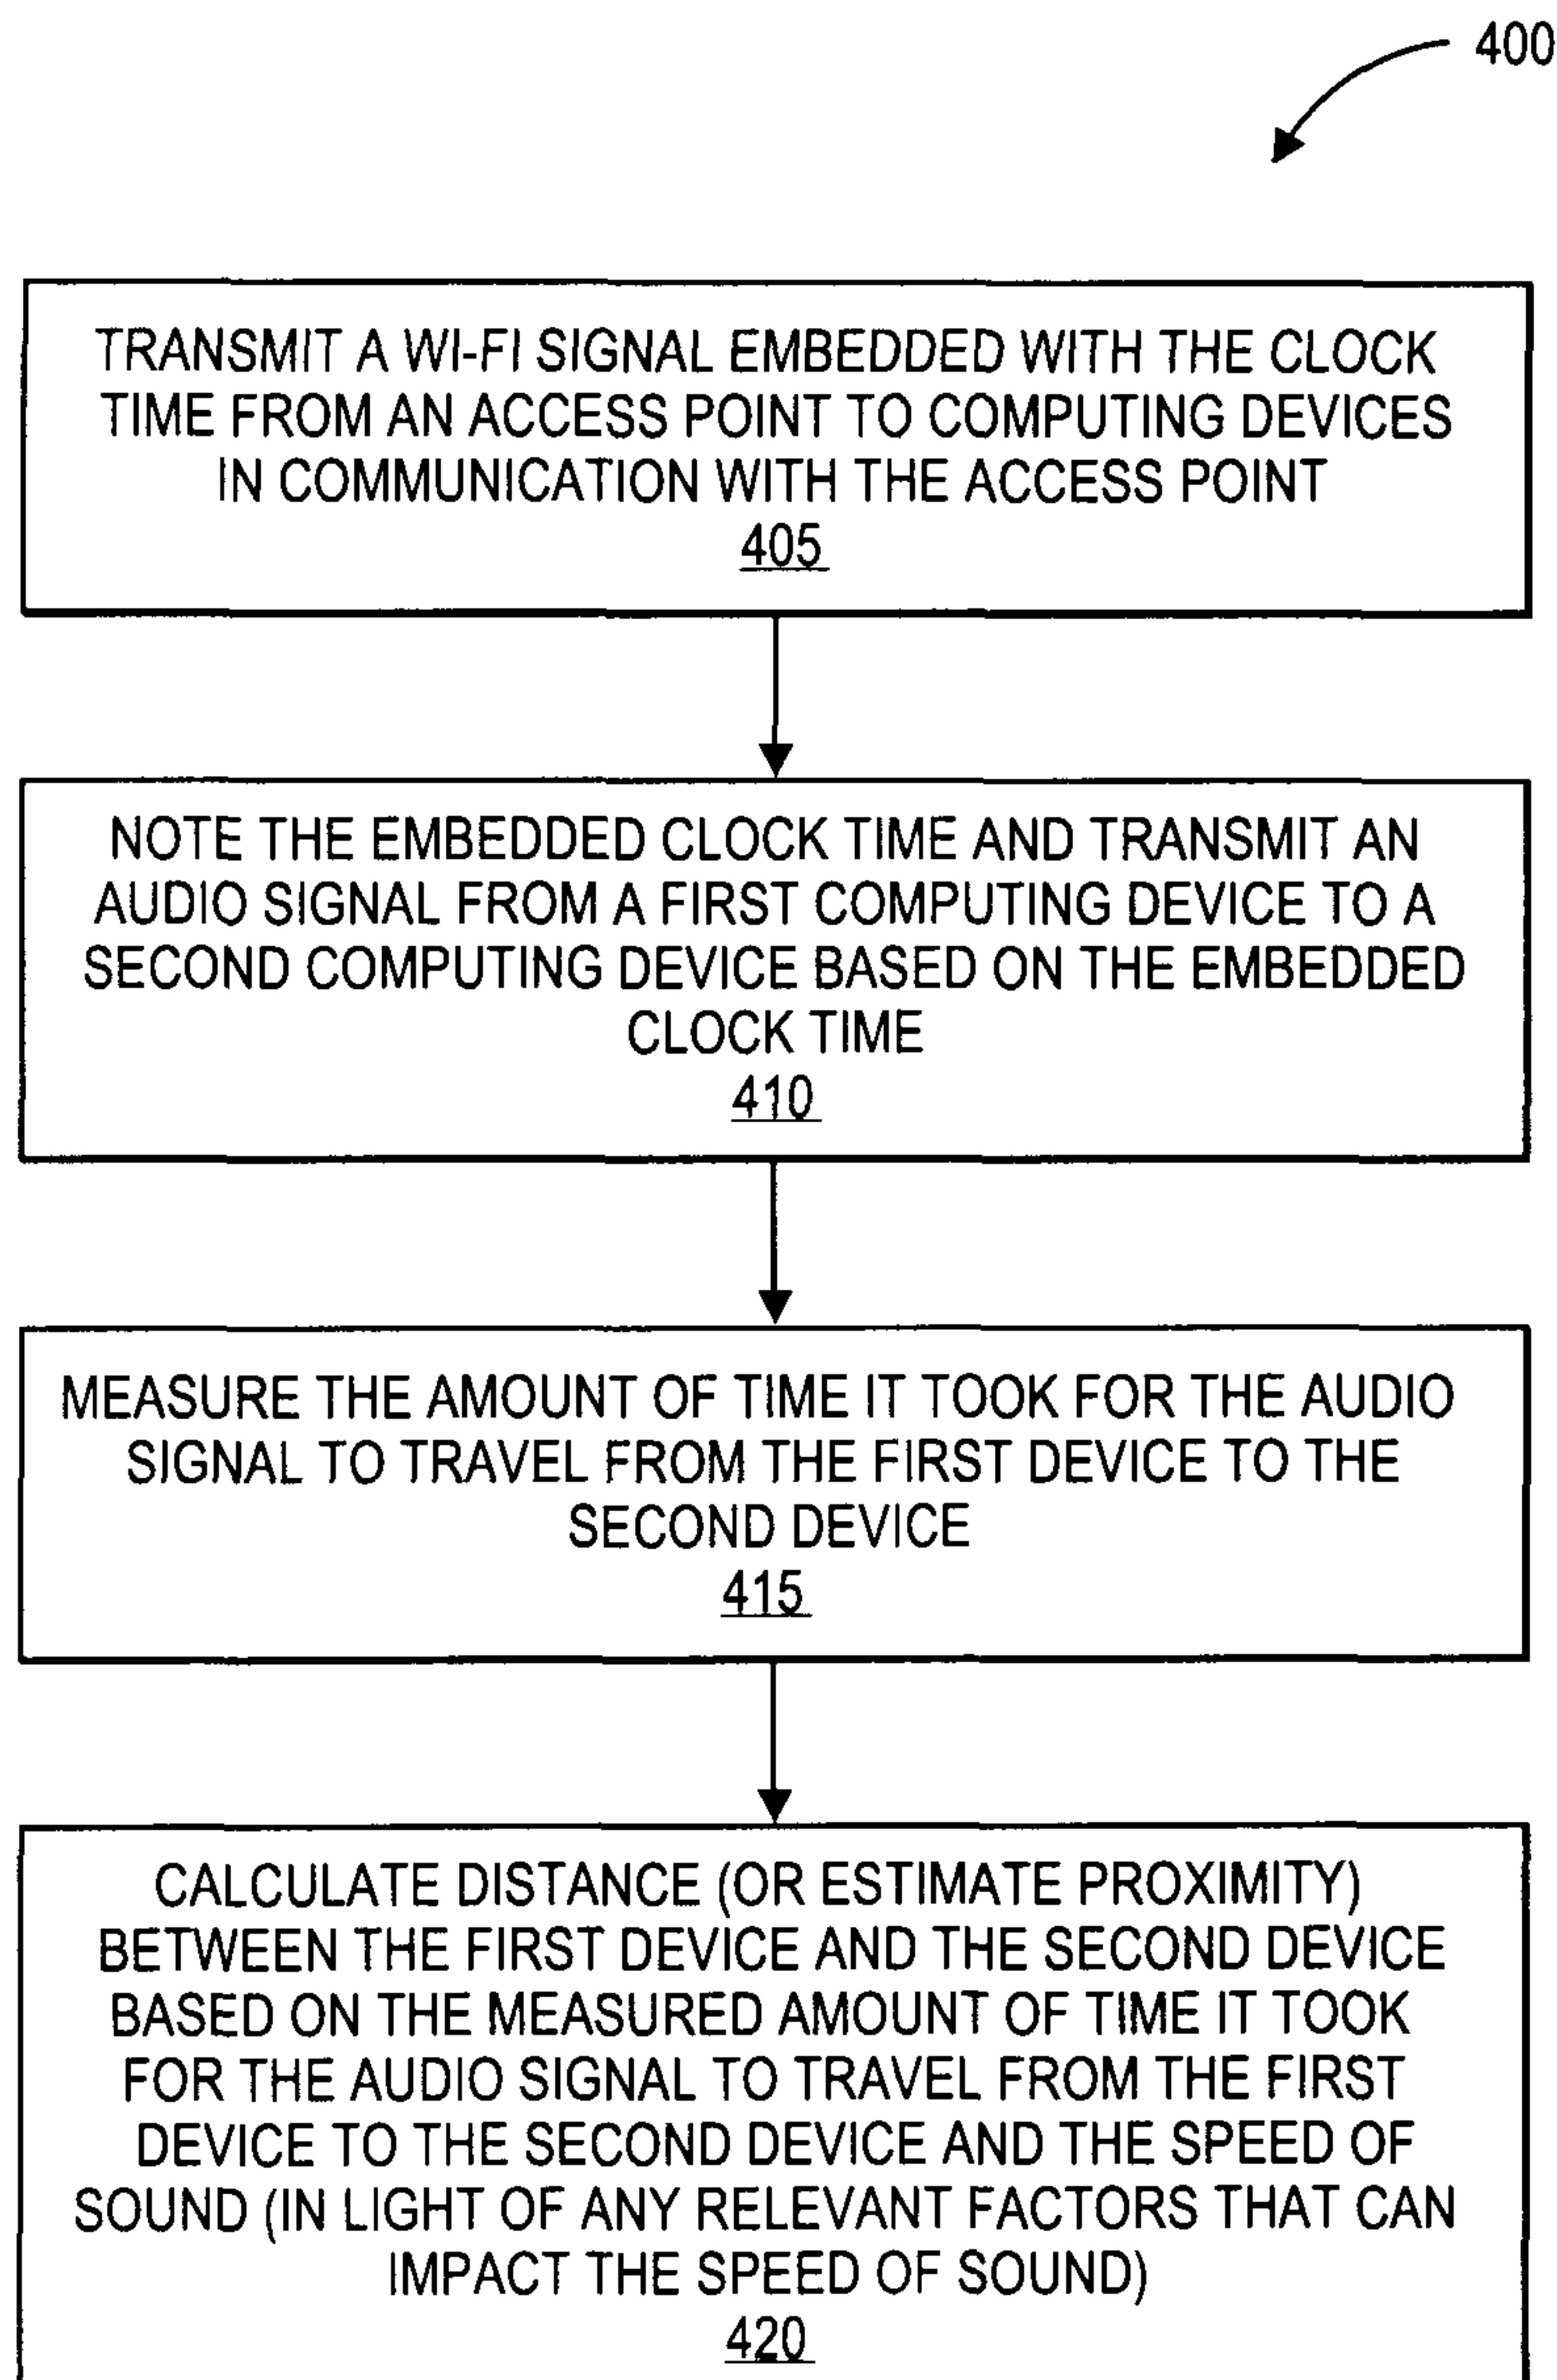 400
TRANSMIT A WI-FI SIGNAL EMBEDDED WITH THE CLOCK
TIME FROM AN ACCESS POINT TO COMPUTING DEVICES
IN COMMUNICATION WITH THE ACCESS POINT
405
NOTE THE EMBEDDED CLOCK TIME AND TRANSMIT AN
AUDIO SIGNAL FROM A FIRST COMPUTING DEVICE TO A
SECOND COMPUTING DEVICE BASED ON THE EMBEDDED
CLOCK TIME
410
MEASURE THE AMOUNT OF TIME IT TOOK FOR THE AUDIO
SIGNAL TO TRAVEL FROM THE FIRST DEVICE TO THE
SECOND DEVICE
415
CALCULATE DISTANCE (OR ESTIMATE PROXIMITY)
BETWEEN THE FIRST DEVICE AND THE SECOND DEVICE
BASED ON THE MEASURED AMOUNT OF TIME IT TOOK
FOR THE AUDIO SIGNAL TO TRAVEL FROM THE FIRST
DEVICE TO THE SECOND DEVICE AND THE SPEED OF
SOUND (IN LIGHT OF ANY RELEVANT FACTORS THAT CAN
IMPACT THE SPEED OF SOUND)
420